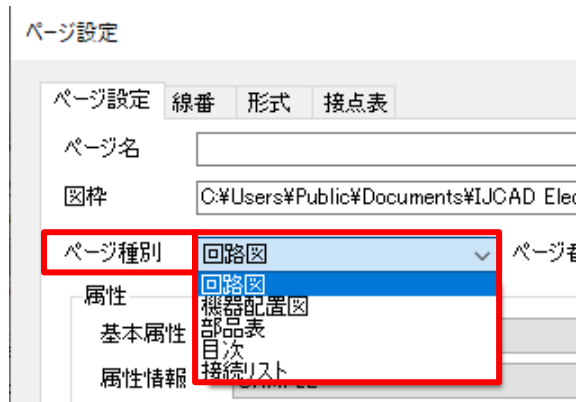 ページ設定
ページ設定 線番 形式 接点表
ページ名
図枠 C:¥Users¥Public¥Documents¥IJCAD Elec
ページ種別 回路図 ページ
回路図
機器配置図
部品表
目次
接続リスト
属性
基本属性
属性情報